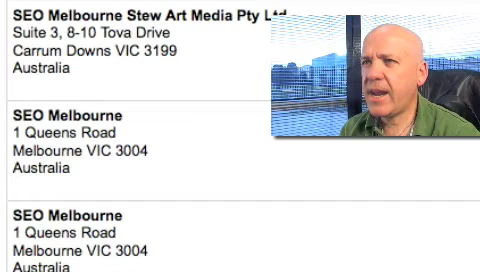 SEO Melbourne Stew Art Media Pty Ltd
Suite 3, 8-10 Tova Drive
Carrum Downs VIC 3199
Australia
SEO Melbourne
1 Queens Road
Melbourne VIC 3004
Australia
SEO Melbourne
1 Queens Road
Melbourne VIC 3004
Australia